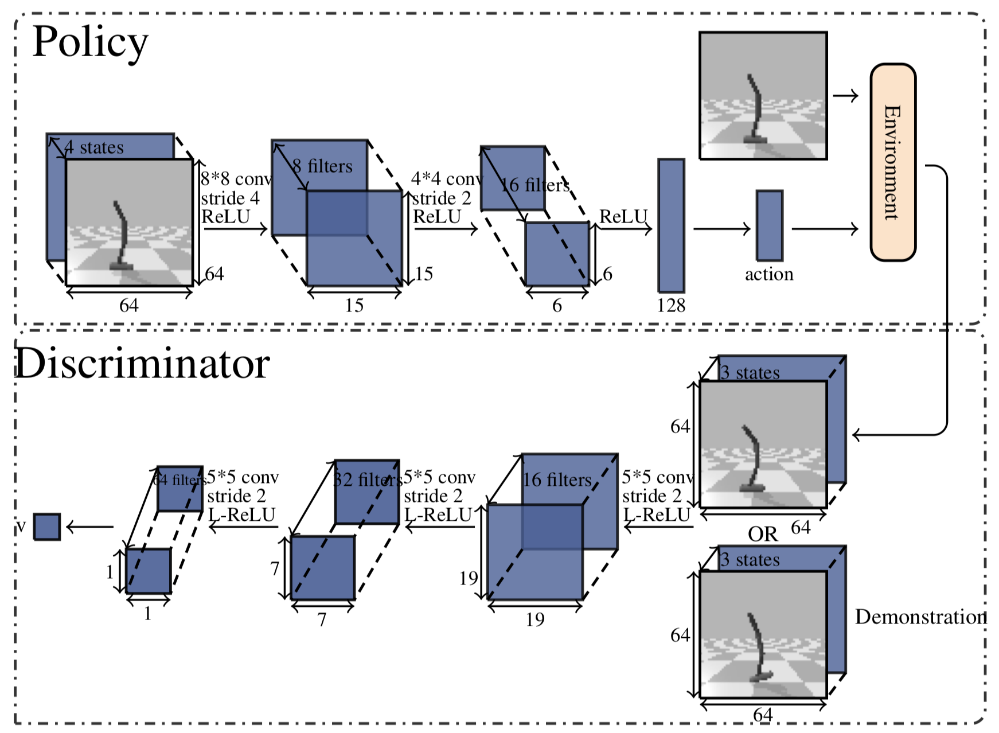 Policy
4 states
8*8 conv
stride 4
ReLU
64
64
8 filters
4*4 conv
stride 2
ReLU
15
15
16 filters
ReLU
6
6
128
action
Environment
Discriminator
3 states
64
64
OR
3 states
64
64
Demonstration
5*5 conv
stride 2
L-ReLU
16 filters
19
19
5*5 conv
stride 2
L-ReLU
32 filters
7
7
5*5 conv
stride 2
L-ReLU
64 filters
1
1
v